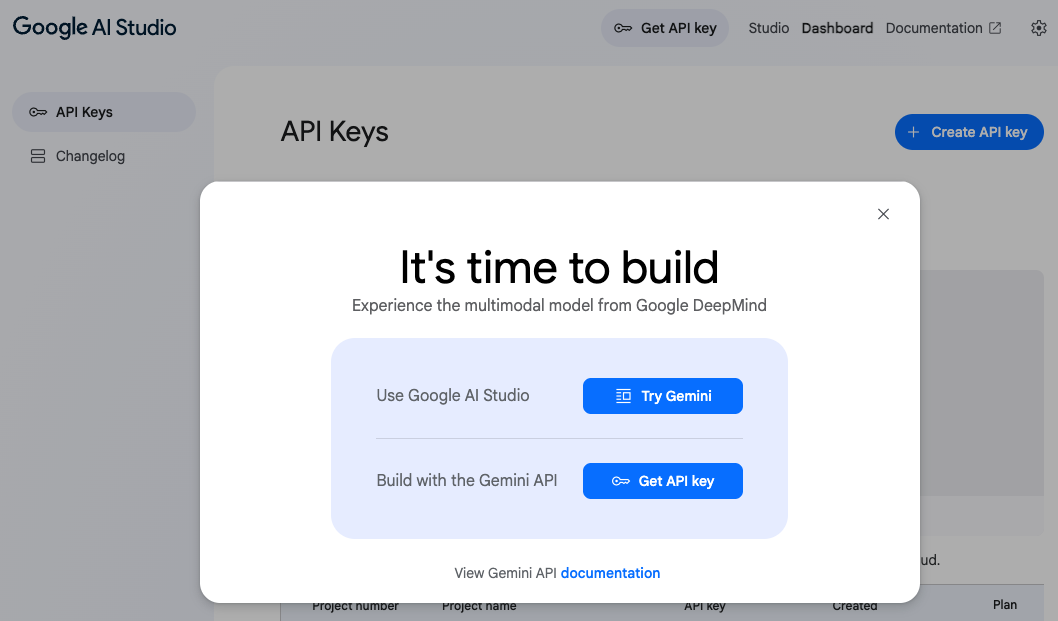 Google AI Studio
Get API key
Studio
Dashboard
Documentation
API Keys
Changelog
API Keys
Create API key
It's time to build
Experience the multimodal model from Google DeepMind
Use Google AI Studio
Try Gemini
Build with the Gemini API
Get API key
View Gemini API documentation
ud.
Project number
Project name
API key
Created
Plan